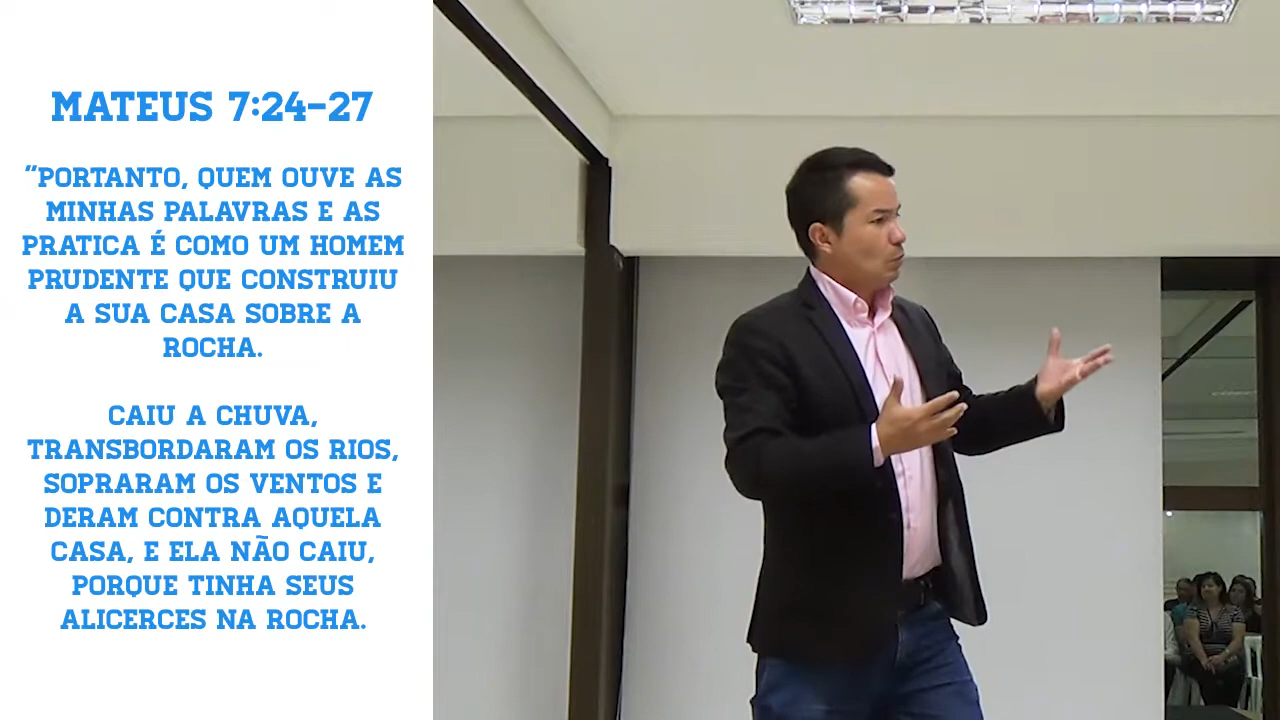 MATEUS 7:24-27
"PORTANTO, QUEM OUVE AS
MINHAS PALAVRAS E AS
PRATICA É COMO UM HOMEM
PRUDENTE QUE CONSTRUIU
A SUA CASA SOBRE A
ROCHA.
CAIU A CHUVA,
TRANSBORDARAM OS RIOS,
SOPRARAM OS VENTOS E
DERAM CONTRA AQUELA
CASA, E ELA NÃO CAIU,
PORQUE TINHA SEUS
ALICERCES NA ROCHA.